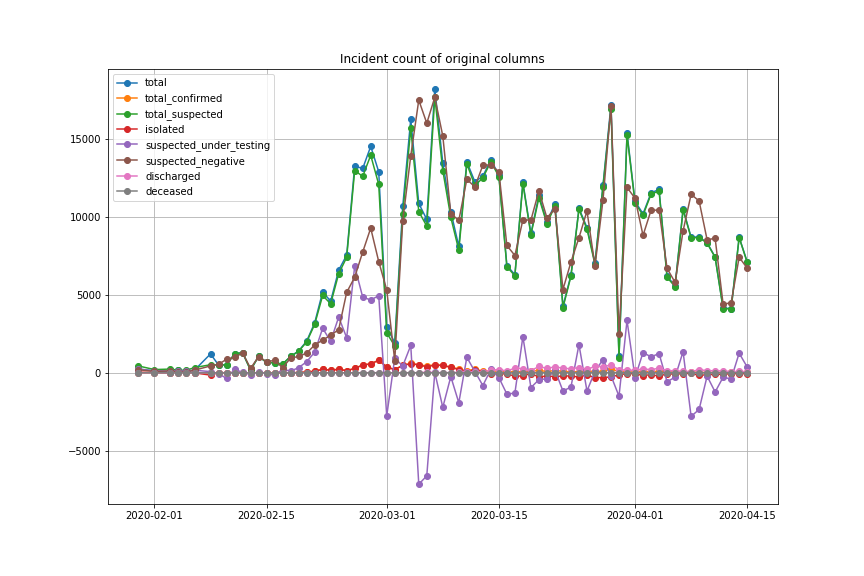 Incident count of original columns
total
total_confirmed
total_suspected
isolated
suspected_under_testing
suspected_negative
discharged
deceased
15000
10000
5000
0
−5000
2020-02-01 2020-02-15 2020-03-01 2020-03-15 2020-04-01 2020-04-15